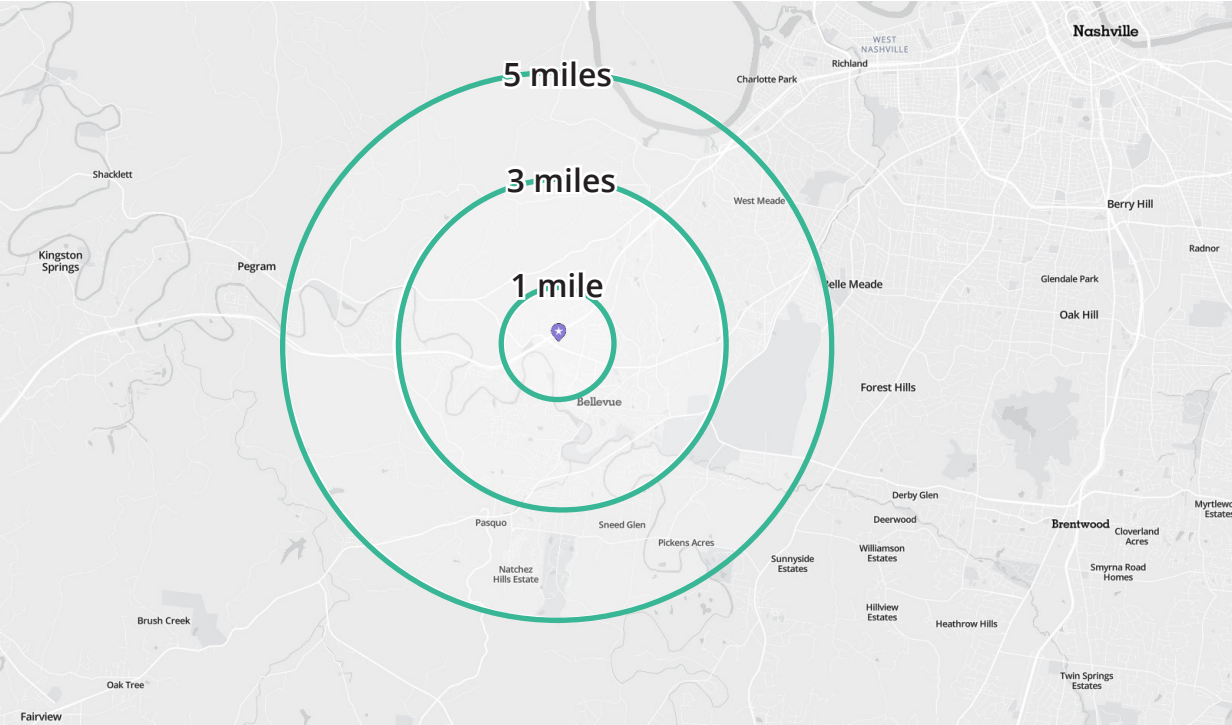 Nashville
WEST
NASHVILLE
Richland
5 miles
Charlotte Park
Shacklett
3 miles
West Meade
Berry Hill
Radnor
Kingston
Springs
Pegram
Glendale Park
1 mile
elle Meade
Oak Hill
Forest Hills
Bellevue
Derby Glen
Myrtlewo
Estates
Deerwood
Pasquo
Sneed Glen
Brentwood
Cloverland
Acres
Pickens Acres
Williamson
Estates
Sunnyside
Estates
Smyrna Road
Homes
Natchez
Hills Estate
Hillview
Estates
Brush Creek
Heathrow Hills
Twin Springs
Estates
Oak Tree
Fairview